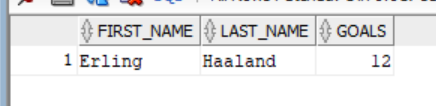 FIRST_NAME LAST_NAME GOALS
1 Erling Haaland 12